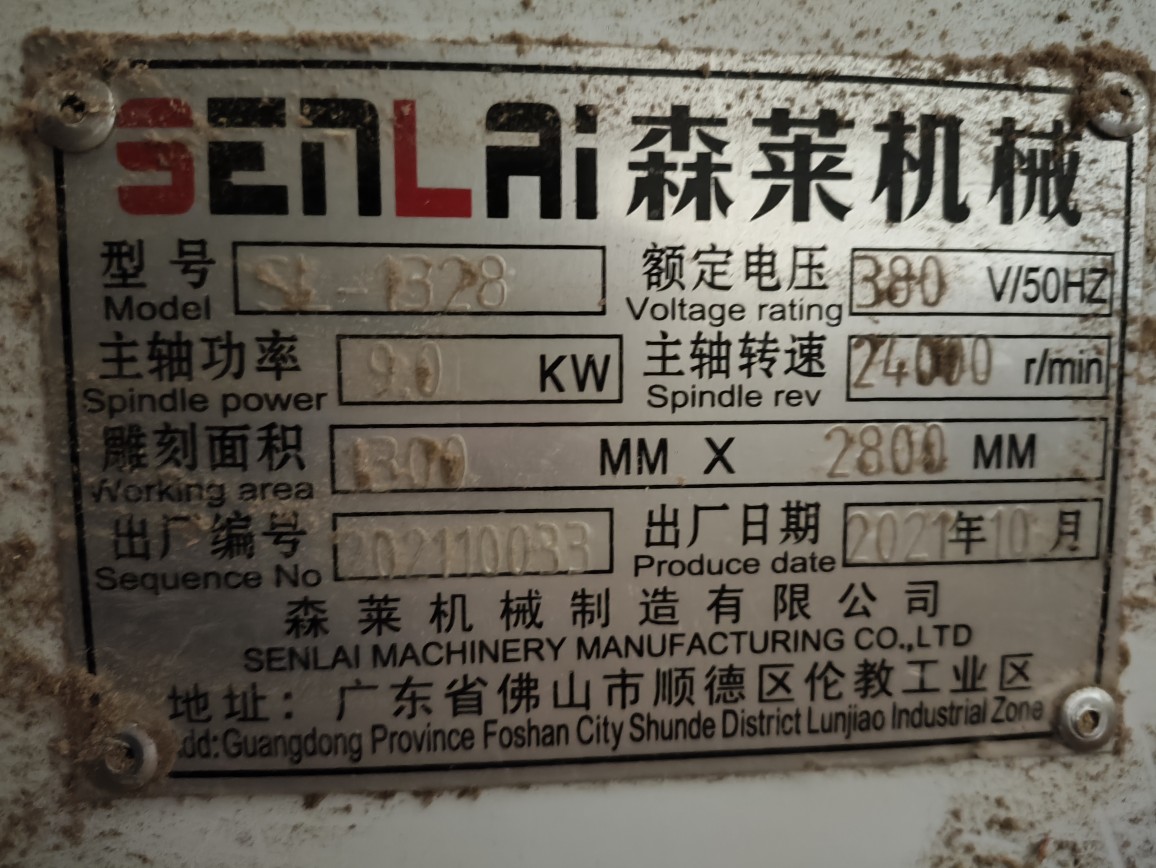 SENLAI 森莱机械
型号 SL-1328 额定电压 380 V/50HZ
Model Voltage rating
主轴功率 9.0 KW 主轴转速 24000 r/min
Spindle power Spindle rev
雕刻面积 1300 MM X 2800 MM
Working area
出厂编号 202110033 出厂日期 2021年10月
Sequence No Produce date
森莱机械制造有限公司
SENLAI MACHINERY MANUFACTURING CO.,LTD
地址：广东省佛山市顺德区伦教工业区
Add:Guangdong Province Foshan City Shunde District Lunjiao Industrial Zone